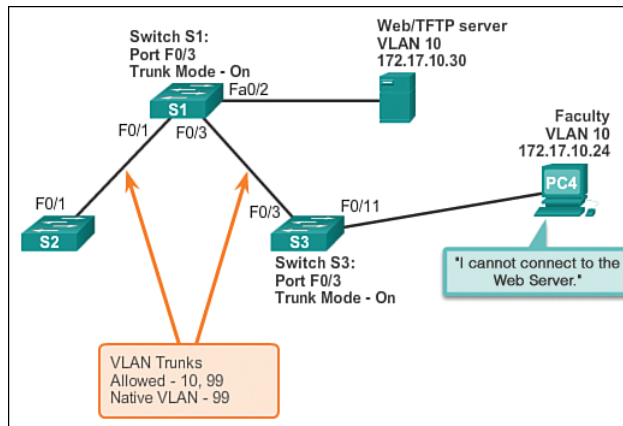 Switch S1:
Port F0/3
Trunk Mode - On
Web/TFTP server
VLAN 10
172.17.10.30
Fa0/2
S1
F0/1
F0/3
Faculty
VLAN 10
172.17.10.24
PC4
F0/1
F0/3
F0/11
S2
S3
Switch S3:
Port F0/3
Trunk Mode - On
"I cannot connect to the
Web Server."
VLAN Trunks
Allowed - 10, 99
Native VLAN - 99